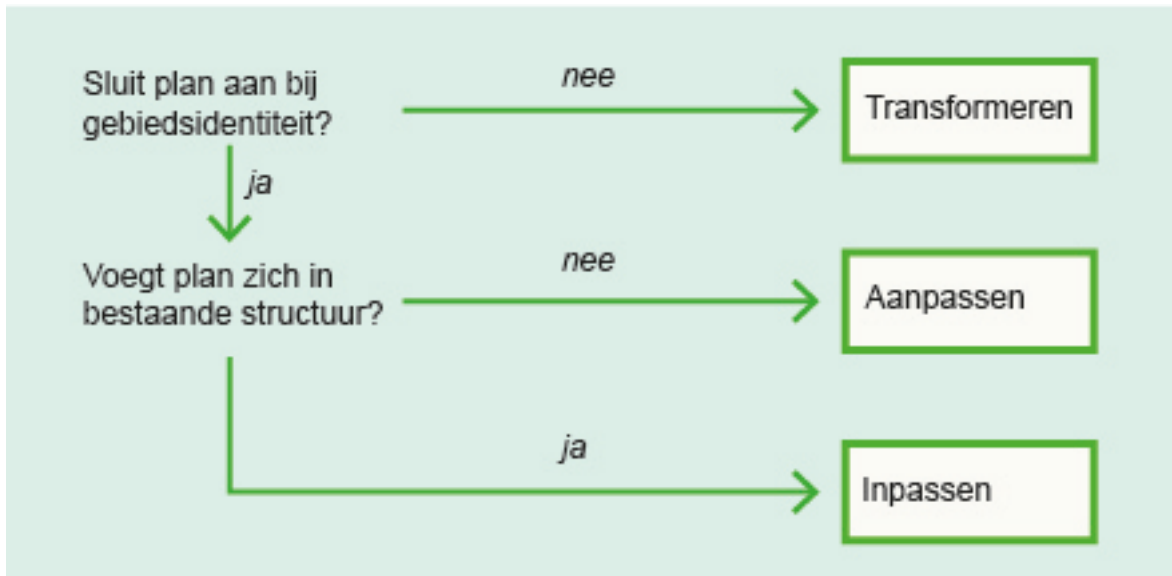 Sluit plan aan bij
gebiedsidentiteit?
nee
Transformeren
ja
Voegt plan zich in
bestaande structuur?
nee
Aanpassen
ja
Inpassen